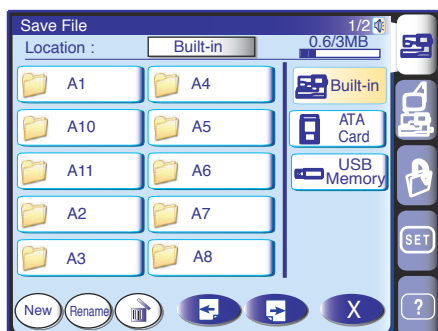 Save File 1/2
Location : Built-in 0.6/3MB
A1 A4 Built-in
A10 A5 ATA
Card
A11 A6 USB
Memory
A2 A7
A3 A8
SET
New Rename X ?